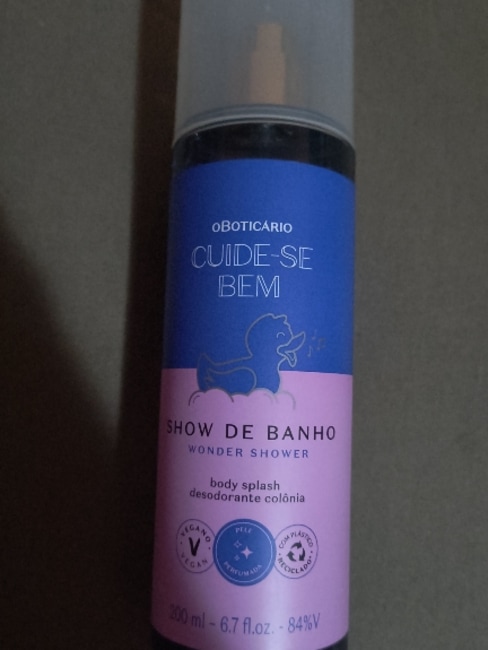 oBOTICÁRIO
CUIDE-SE
BEM
SHOW DE BANHO
WONDER SHOWER
body splash
desodorante colônia
VEGANO
V
VEGAN
PELE
PERFUMADA
COM PLÁSTICO
RECICLADO
200 ml - 6.7 fl.oz. - 84%V